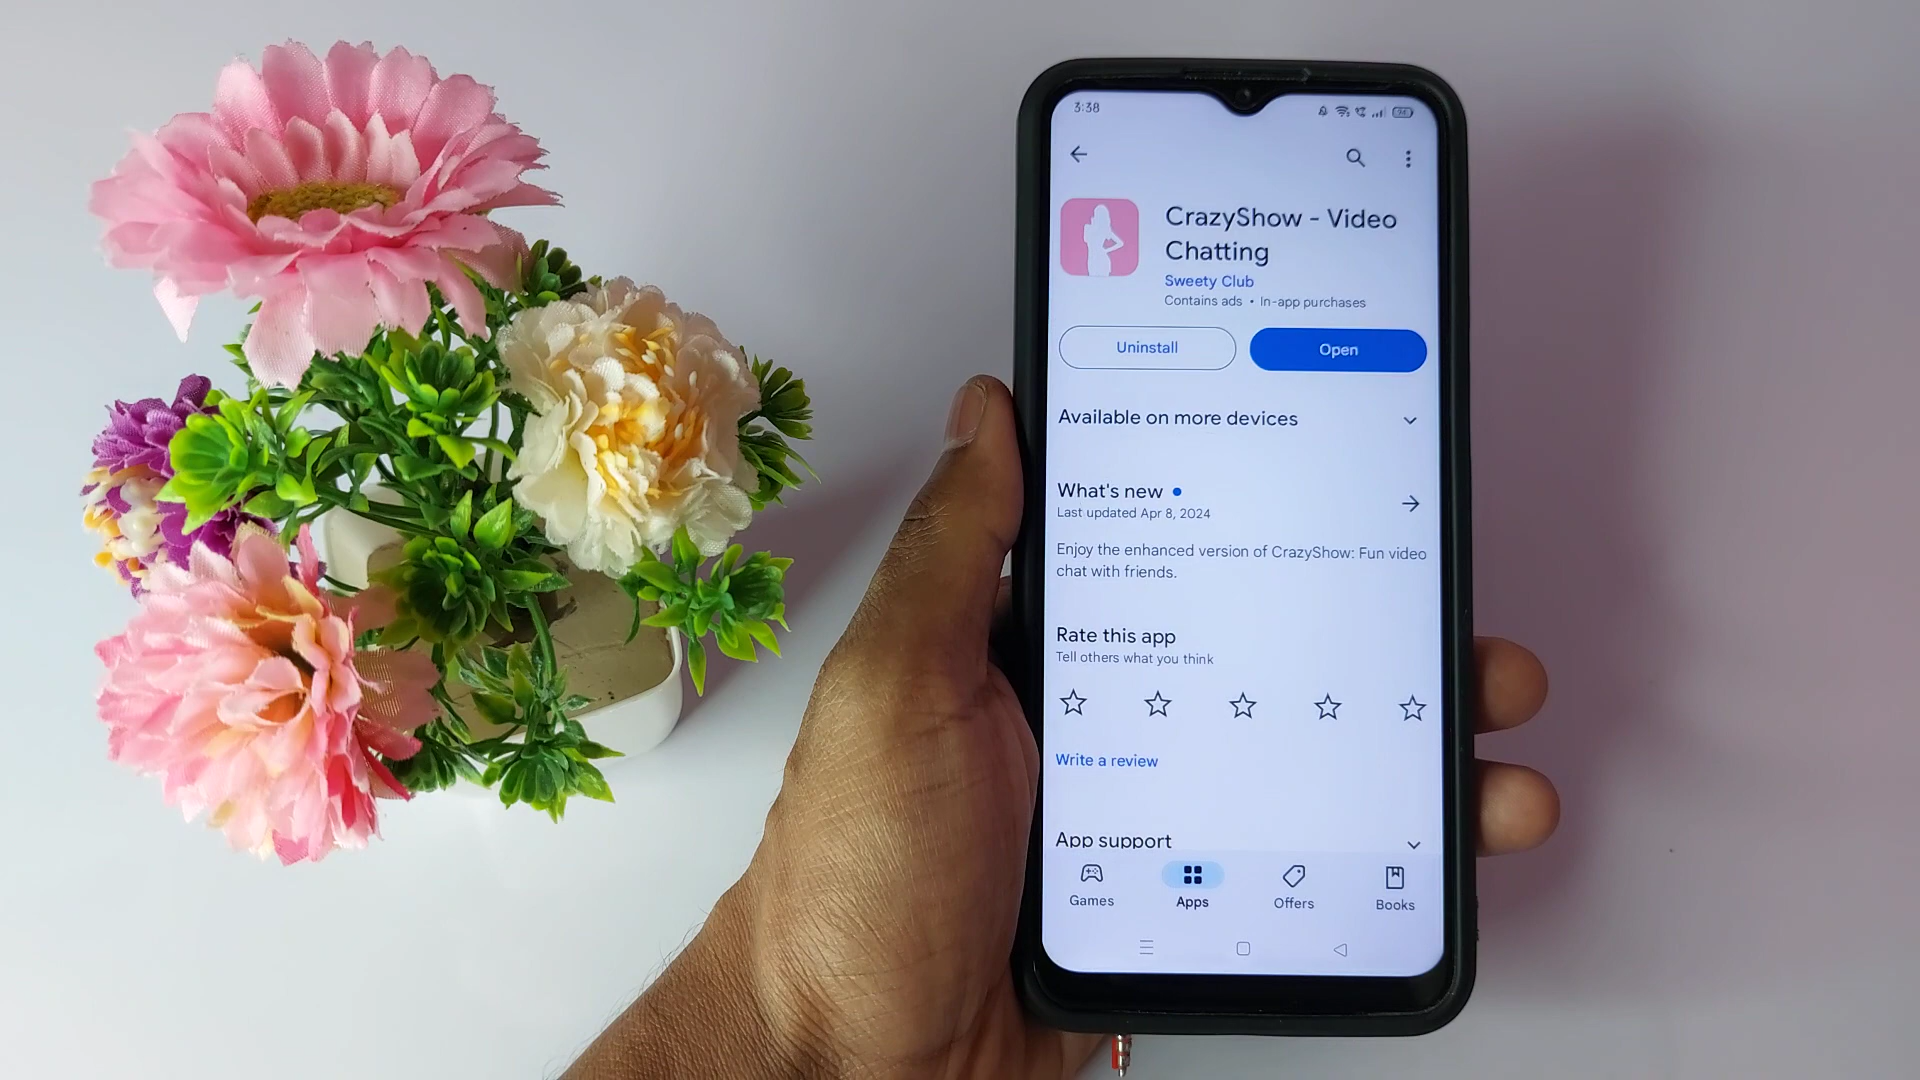 3:38
CrazyShow - Video
Chatting
Sweety Club
Contains ads • In-app purchases
Uninstall
Open
Available on more devices
What's new
Last updated Apr 8, 2024
Enjoy the enhanced version of CrazyShow: Fun video
chat with friends.
Rate this app
Tell others what you think
Write a review
App support
Games
Apps
Offers
Books